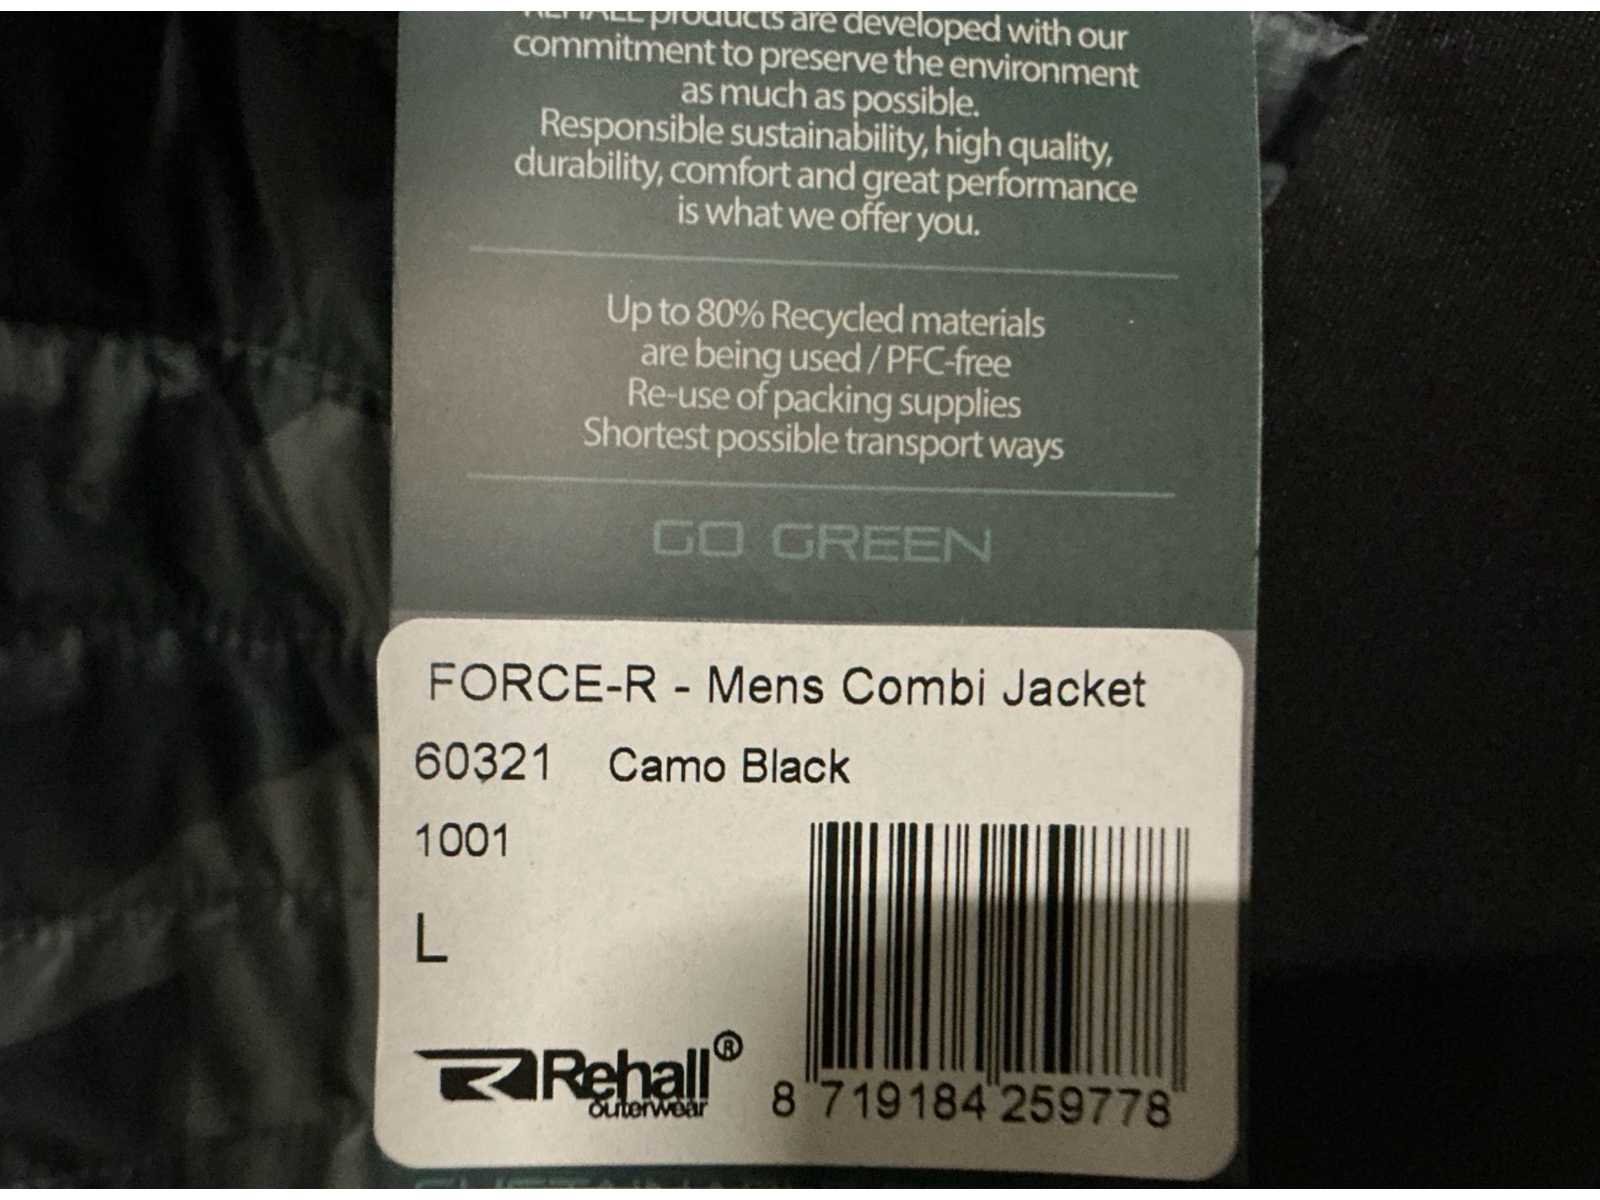 REHALL products are developed with our
commitment to preserve the environment
as much as possible.
Responsible sustainability, high quality,
durability, comfort and great performance
is what we offer you.
Up to 80% Recycled materials
are being used / PFC-free
Re-use of packing supplies
Shortest possible transport ways
GO GREEN
FORCE-R - Mens Combi Jacket
60321 Camo Black
1001
L
Rehall®
outerwear
8 719184 259778